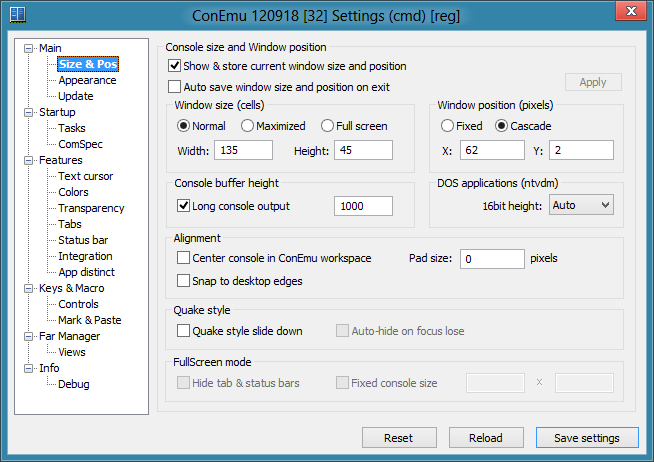 ConEmu 120918 [32] Settings (cmd) [reg]
Main
Size & Pos
Appearance
Update
Startup
Tasks
ComSpec
Features
Text cursor
Colors
Transparency
Tabs
Status bar
Integration
App distinct
Keys & Macro
Controls
Mark & Paste
Far Manager
Views
Info
Debug
Console size and Window position
Show & store current window size and position
Auto save window size and position on exit
Apply
Window size (cells)
Normal Maximized Full screen
Width: 135 Height: 45
Window position (pixels)
Fixed Cascade
X: 62 Y: 2
Console buffer height
Long console output 1000
DOS applications (ntvdm)
16bit height: Auto
Alignment
Center console in ConEmu workspace Pad size: 0 pixels
Snap to desktop edges
Quake style
Quake style slide down Auto-hide on focus lose
FullScreen mode
Hide tab & status bars Fixed console size x
Reset Reload Save settings